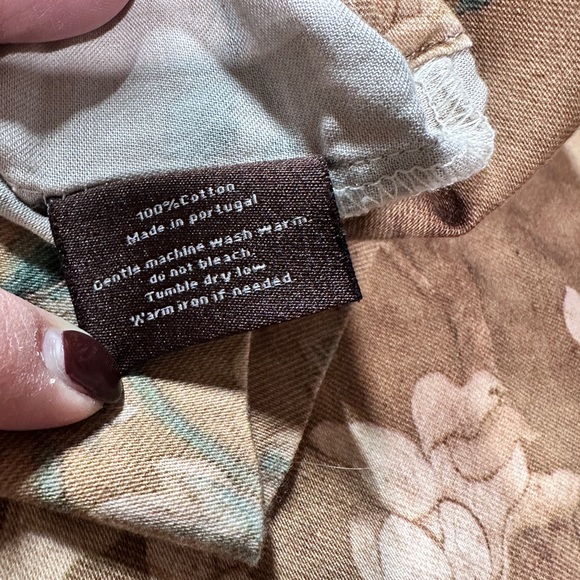 100%Cotton
Made in portugal
Gentle machine wash warm.
do not bleach.
Tumble dry low
Warm iron if needed.